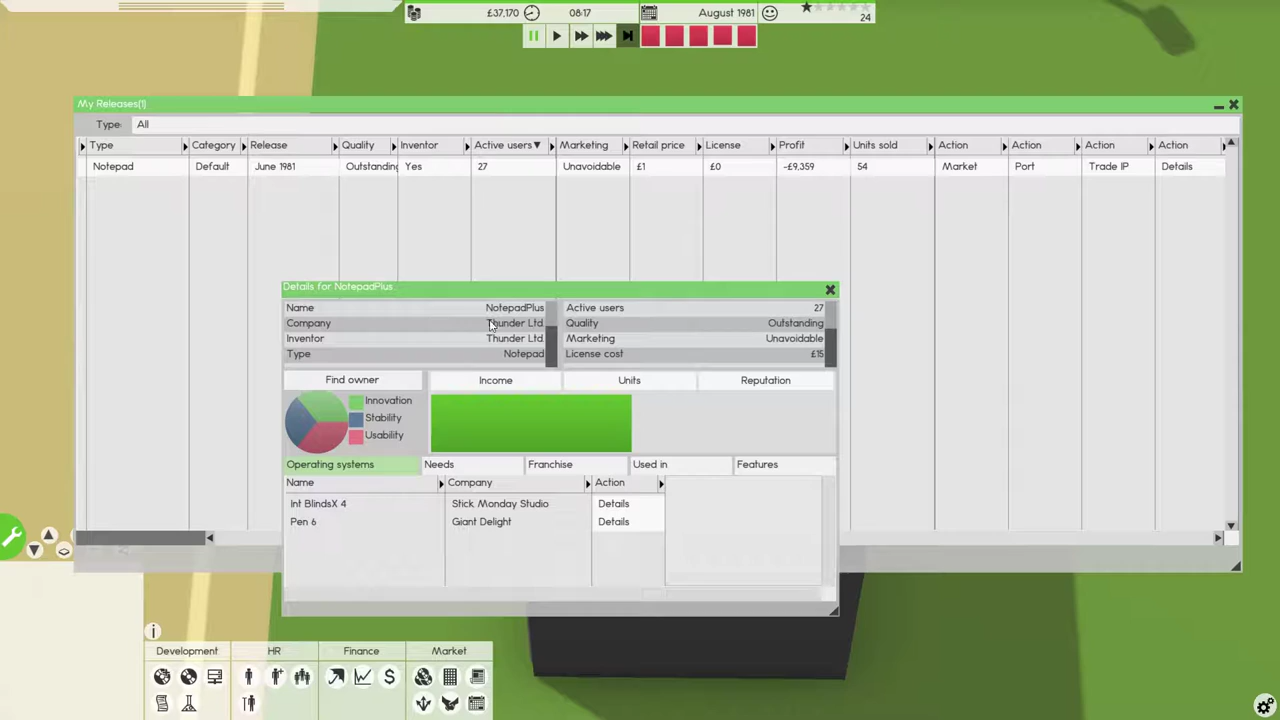 £37,170 08:17 August 1981 24
My Releases(1)
Type: All
Type Category Release Quality Inventor Active users▼ Marketing Retail price License Profit Units sold Action Action Action Action
Notepad Default June 1981 Outstanding Yes 27 Unavoidable £1 £0 -£9,359 54 Market Port Trade IP Details
Details for NotepadPlus
Name NotepadPlus Active users 27
Company Thunder Ltd. Quality Outstanding
Inventor Thunder Ltd. Marketing Unavoidable
Type Notepad License cost £15
Find owner Income Units Reputation
Innovation
Stability
Usability
Operating systems Needs Franchise Used in Features
Name Company Action
Int BlindsX 4 Stick Monday Studio Details
Pen 6 Giant Delight Details
Development HR Finance Market